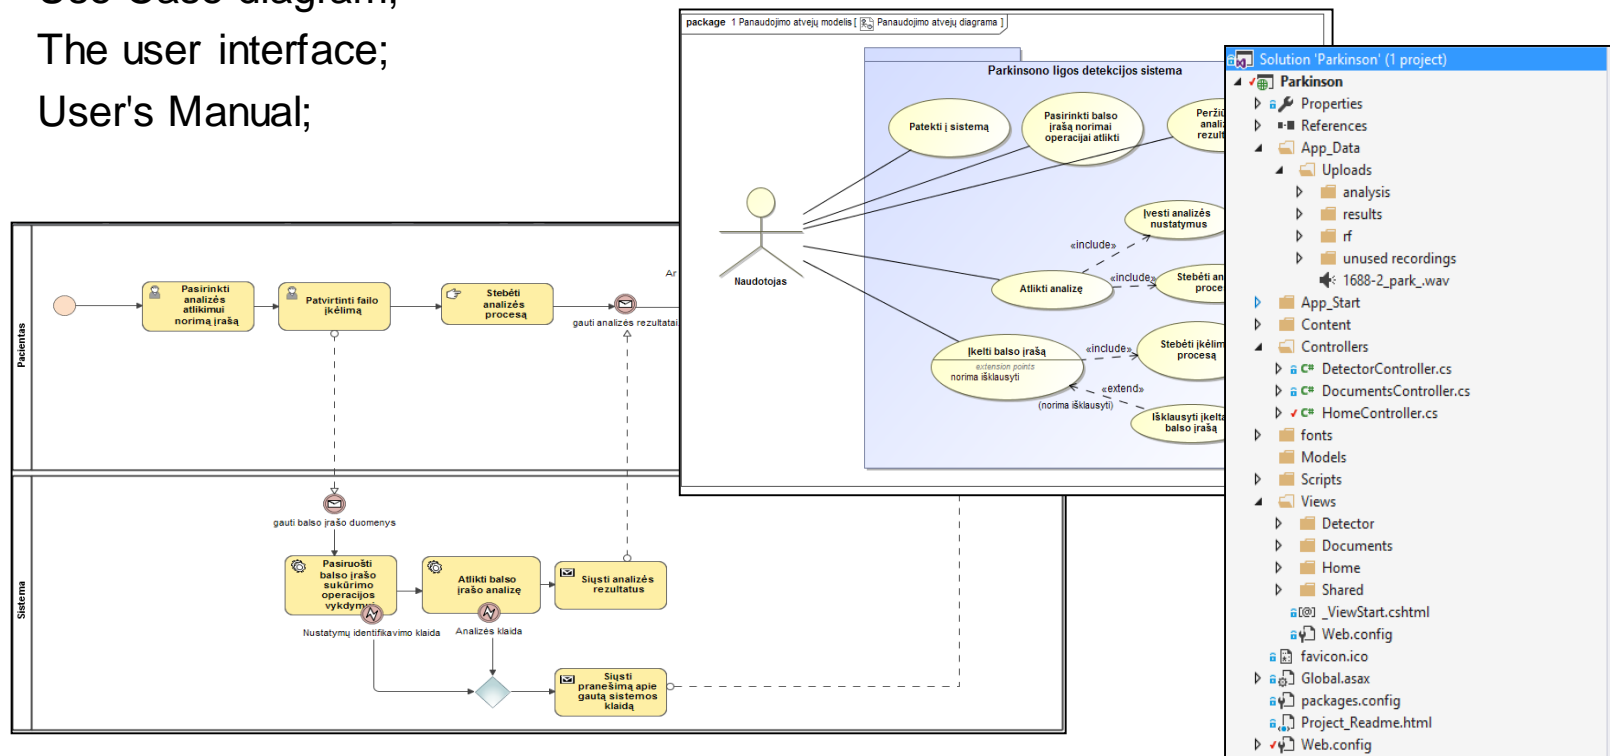 Use Case diagram;
The user interface;
User's Manual;
package 1 Panaudojimo atvejų modelis [ Panaudojimo atvejų diagrama ]
Parkinsono ligos detekcijos sistema
Patekti į sistemą
Pasirinkti balso
įrašą norimai
operacijai atlikti
Naudotojas
Įvesti analizės
nustatymus
«include»
Atlikti analizę
«include»
Stebėti
Įkelti balso įrašą
extension points
norima išklausyti
«include»
Stebėti
procesą
«extend»
(norima išklausyti)
Išklausyti
balso įrašą
Pacientas
Pasirinkti
analizės
atlikimui
norimą įrašą
Patvirtinti failo
įkėlimą
Stebėti
analizės
procesą
Ar
gauti analizės rezultatai
Sistema
gauti balso įrašo duomenys
Pasiruošti
balso įrašo
sukūrimo
operacijos
Nustatymų identifikavimo klaida
Atlikti balso
įrašo analizę
Analizės klaida
Siųsti analizės
rezultatus
Siųsti
pranešimą apie
gautą sistemos
klaidą
Solution 'Parkinson' (1 project)
Parkinson
Properties
References
App_Data
Uploads
analysis
results
rf
unused recordings
1688-2_park_.wav
App_Start
Content
Controllers
C# DetectorController.cs
C# DocumentsController.cs
C# HomeController.cs
fonts
Models
Scripts
Views
Detector
Documents
Home
Shared
[@] _ViewStart.cshtml
Web.config
favicon.ico
Global.asax
packages.config
Project_Readme.html
Web.config